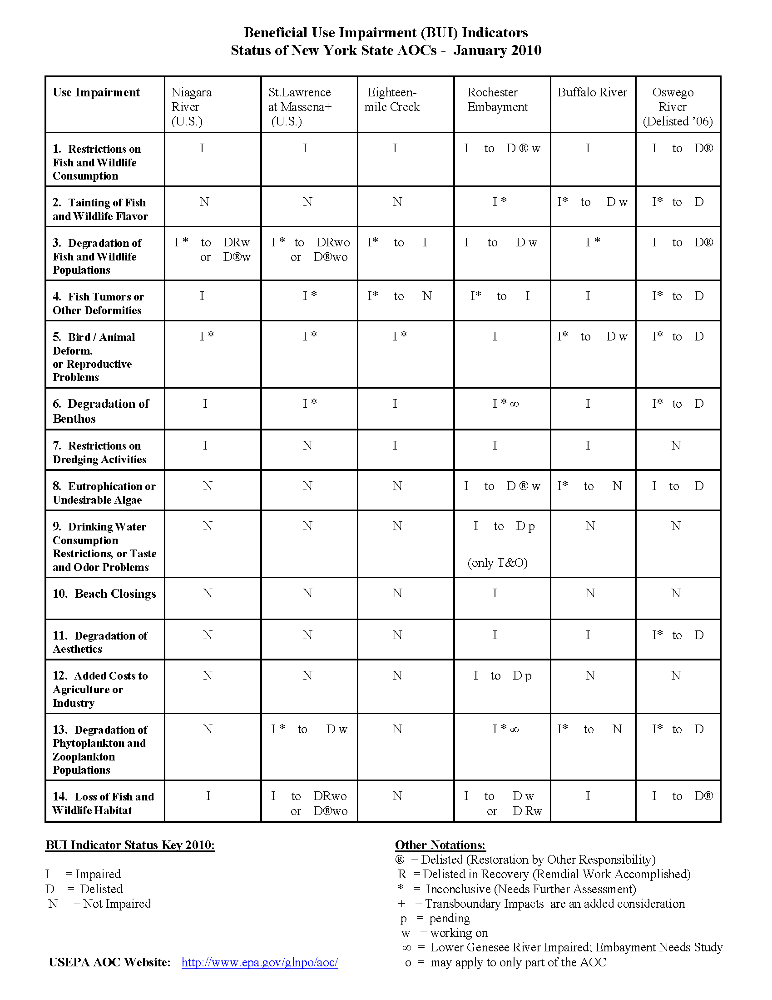 Beneficial Use Impairment (BUI) Indicators
Status of New York State AOCs - January 2010
Use Impairment
Niagara
River
(U.S.)
St.Lawrence
at Massena+
(U.S.)
Eighteen-
mile Creek
Rochester
Embayment
Buffalo River
Oswego
River
(Delisted ’06)
1. Restrictions on
Fish and Wildlife
Consumption
I
I
I
I to D ® w
I
I to D®
2. Tainting of Fish
and Wildlife Flavor
N
N
N
I *
I* to D w
I* to D
3. Degradation of
Fish and Wildlife
Populations
I * to DRw
or D®w
I * to DRwo
or D®wo
I* to I
I to D w
I *
I to D®
4. Fish Tumors or
Other Deformities
I
I *
I* to N
I* to I
I
I* to D
5. Bird / Animal
Deform.
or Reproductive
Problems
I *
I *
I *
I
I* to D w
I* to D
6. Degradation of
Benthos
I
I *
I
I * ∞
I
I* to D
7. Restrictions on
Dredging Activities
I
N
I
I
I
N
8. Eutrophication or
Undesirable Algae
N
N
N
I to D ® w
I* to N
I to D
9. Drinking Water
Consumption
Restrictions, or Taste
and Odor Problems
N
N
N
I to D p
(only T&O)
N
N
10. Beach Closings
N
N
N
I
N
N
11. Degradation of
Aesthetics
N
N
N
I
I
I* to D
12. Added Costs to
Agriculture or
Industry
N
N
N
I to D p
N
N
13. Degradation of
Phytoplankton and
Zooplankton
Populations
N
I * to D w
N
I * ∞
I* to N
I* to D
14. Loss of Fish and
Wildlife Habitat
I
I to DRwo
or D®wo
N
I to D w
or D Rw
I
I to D®
BUI Indicator Status Key 2010:
I = Impaired
D = Delisted
N = Not Impaired
USEPA AOC Website: http://www.epa.gov/glnpo/aoc/
Other Notations:
® = Delisted (Restoration by Other Responsibility)
R = Delisted in Recovery (Remdial Work Accomplished)
* = Inconclusive (Needs Further Assessment)
+ = Transboundary Impacts are an added consideration
p = pending
w = working on
∞ = Lower Genesee River Impaired; Embayment Needs Study
o = may apply to only part of the AOC